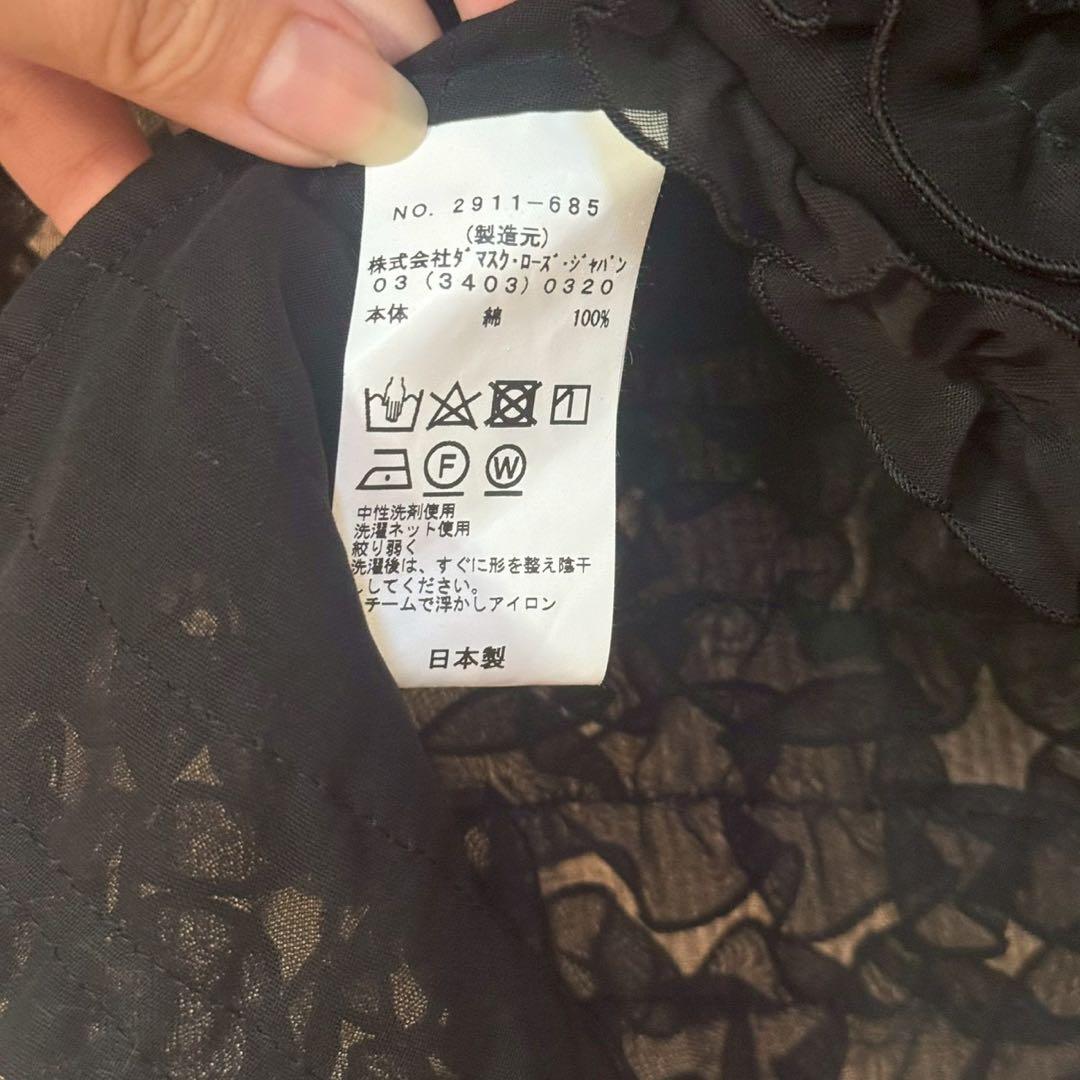 NO. 2911-685
(製造元)
株式会社ﾀﾞﾏｽｸ･ﾛｰｽﾞ･ｼﾞｬﾊﾟﾝ
03(3403)0320
本体 綿 100%
F W
中性洗剤使用
洗濯ネット使用
絞り弱く
洗濯後は、すぐに形を整え陰干
してください。
チームで浮かしアイロン
日本製